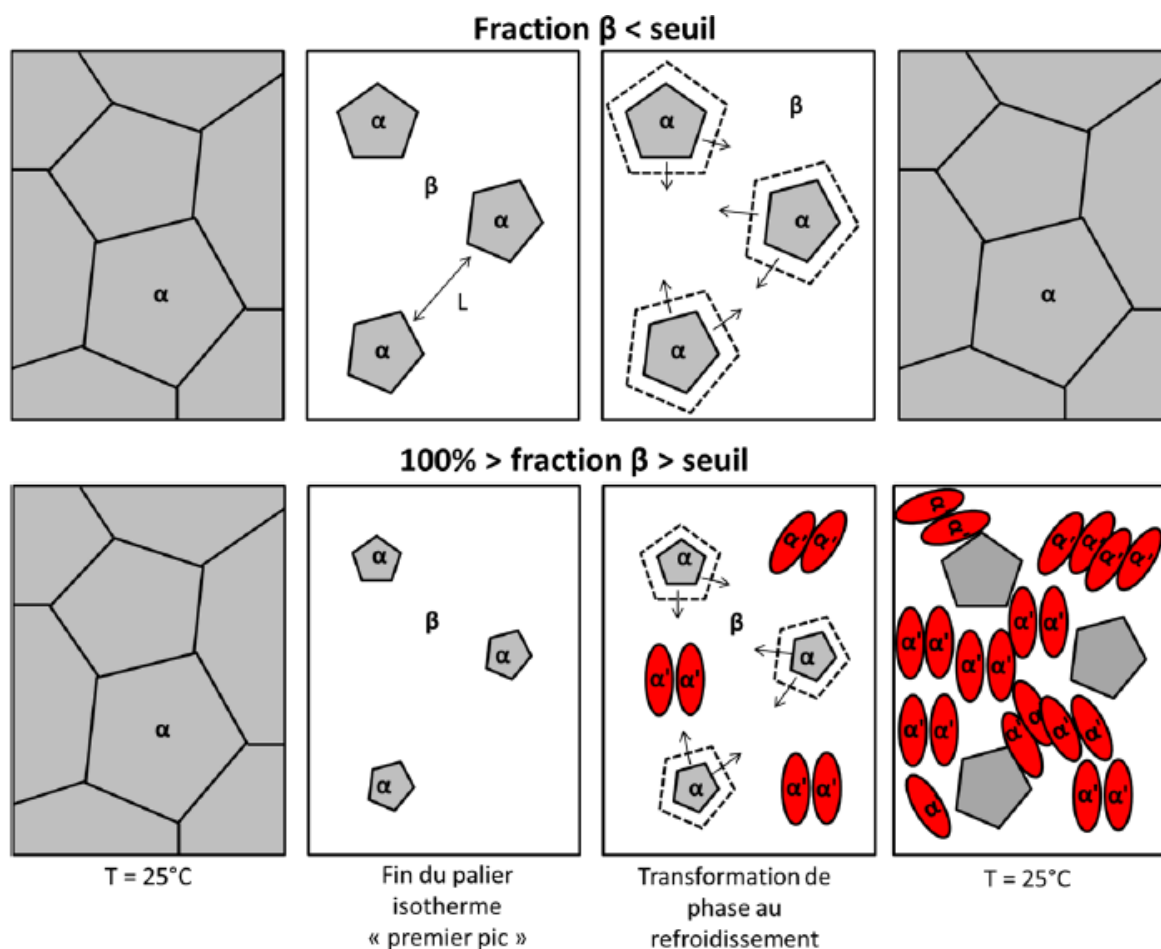 Fraction β < seuil
α
α
β
α
L
α
α
β
α
α
α
100% > fraction β > seuil
α
α
β
α
α
α
α' α'
β
α
α' α'
α
α' α'
α
α'
α' α' α' α'
α' α'
α' α'
α' α'
α' α' α' α'
α' α'
α
α' α'
T = 25°C
Fin du palier
isotherme
« premier pic »
Transformation de
phase au
refroidissement
T = 25°C